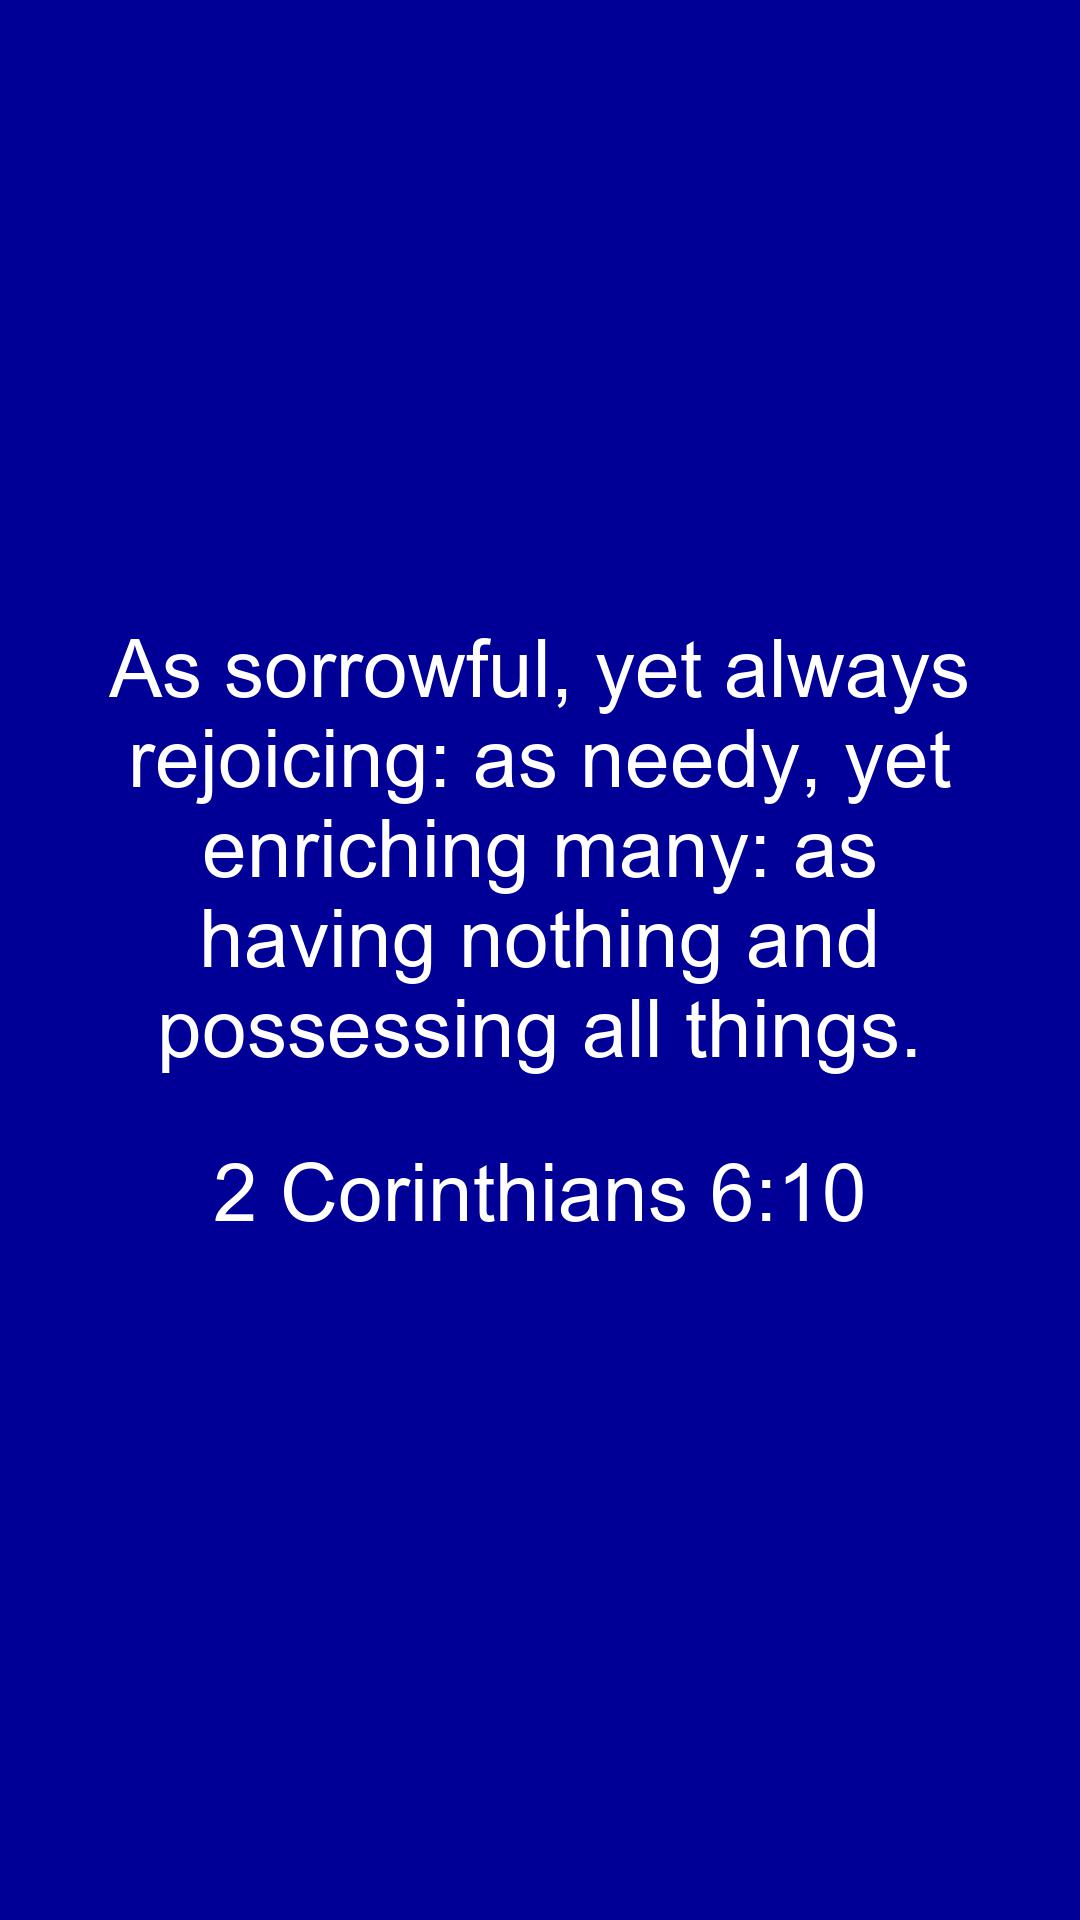 As sorrowful, yet always
rejoicing: as needy, yet
enriching many: as
having nothing and
possessing all things.
2 Corinthians 6:10